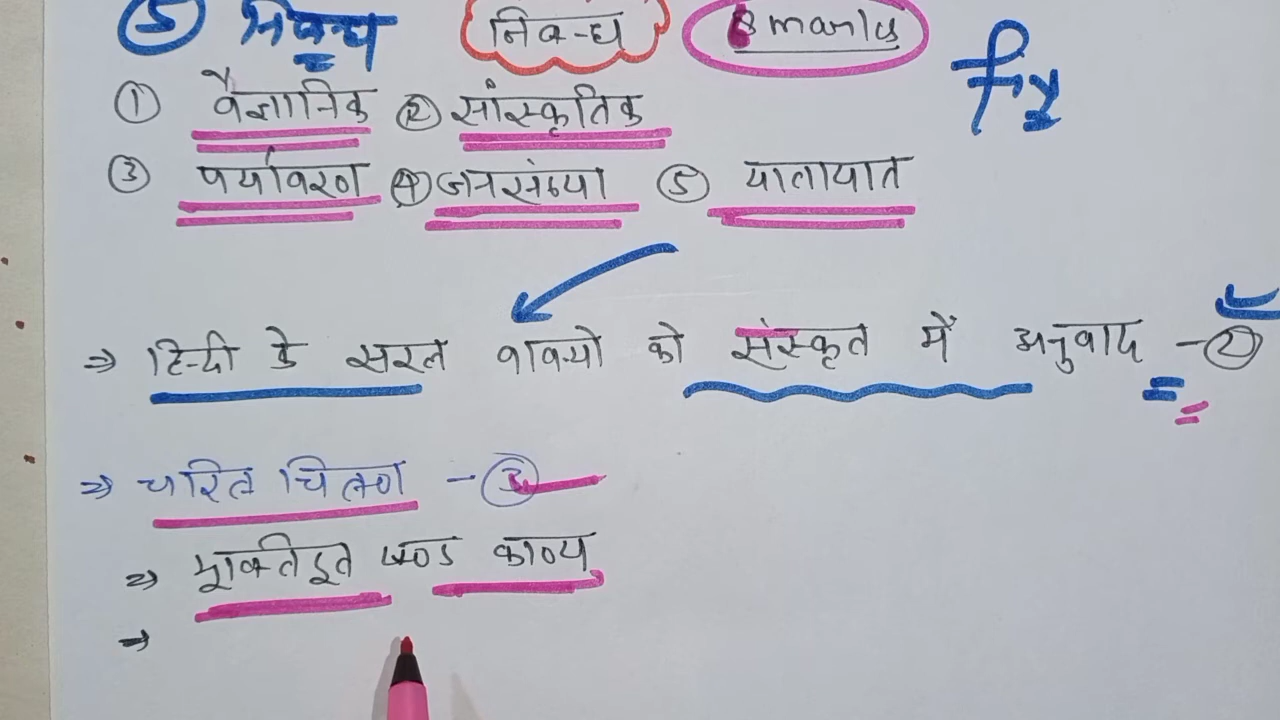 ⑤ निबन्ध निबन्ध 8 marks fix
① वैज्ञानिक ② सांस्कृतिक
③ पर्यावरण ④ जनसंख्या ⑤ यातायात
⇒ हिन्दी के सरल वाक्यो को संस्कृत में अनुवाद - ②
⇒ चरित्र चित्रण - ③
⇒ मुक्तिदूत खण्ड काव्य
⇒